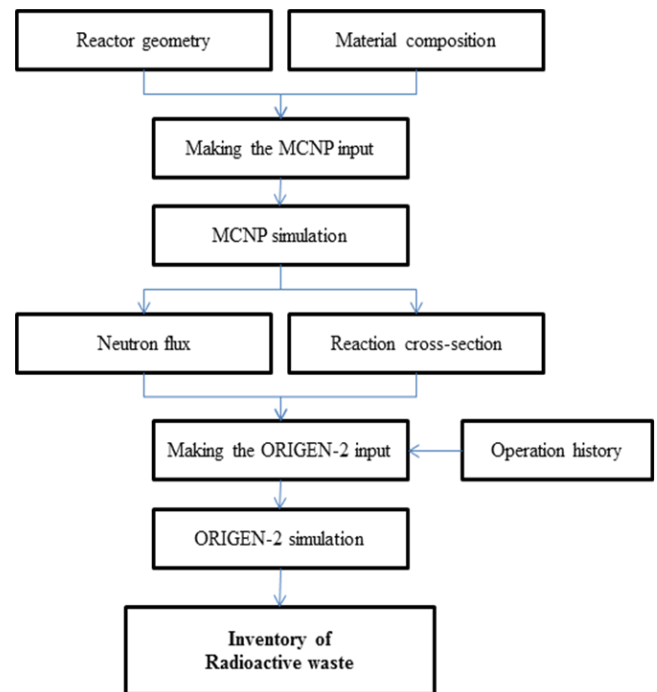 Reactor geometry
Material composition
Making the MCNP input
MCNP simulation
Neutron flux
Reaction cross-section
Making the ORIGEN-2 input
Operation history
ORIGEN-2 simulation
Inventory of
Radioactive waste